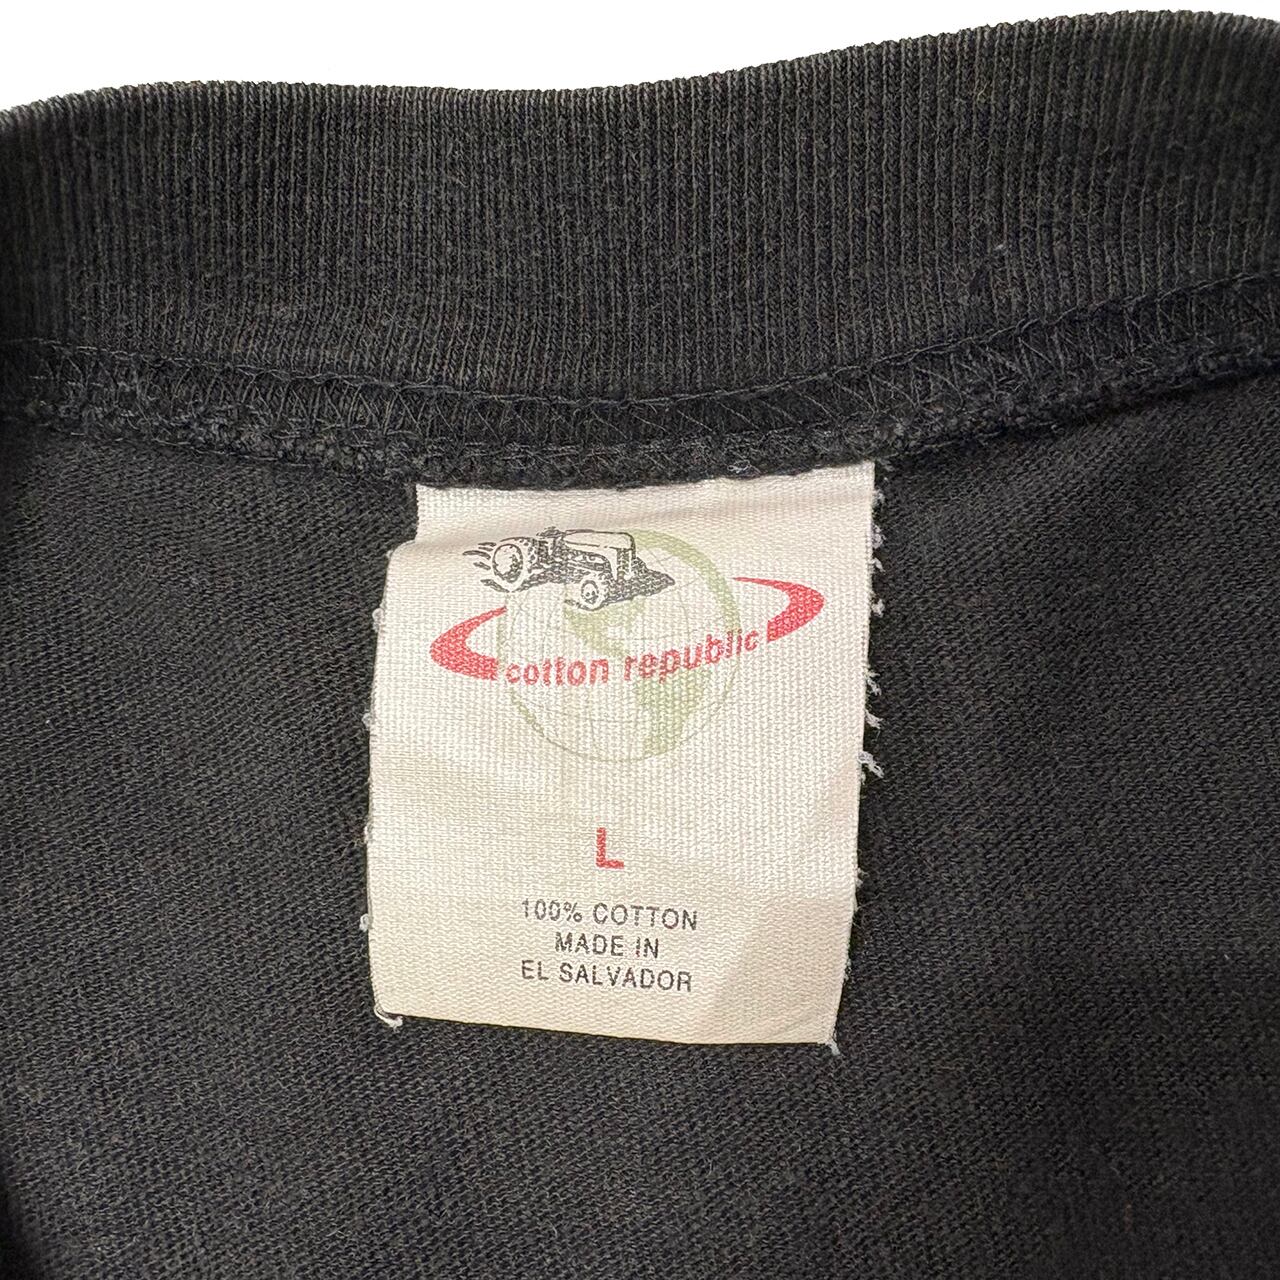 cotton republic
L
100% COTTON
MADE IN
EL SALVADOR